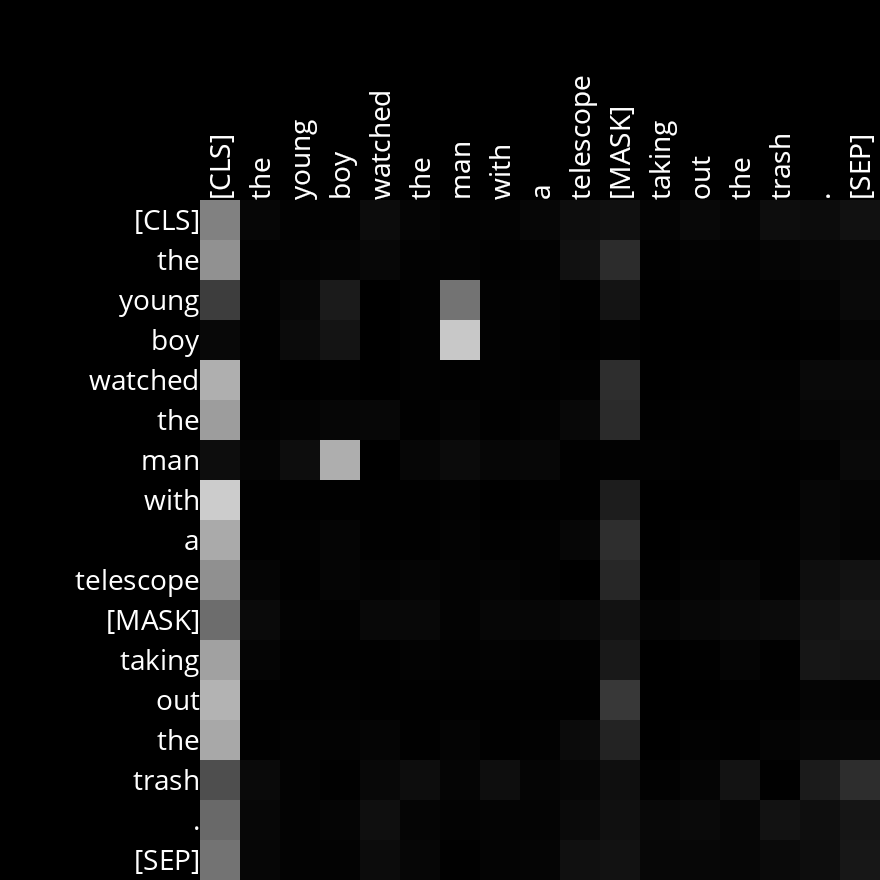 [CLS]
the
young
boy
watched
the
man
with
a
telescope
[MASK]
taking
out
the
trash
.
[SEP]
[CLS]
the
young
boy
watched
the
man
with
a
telescope
[MASK]
taking
out
the
trash
.
[SEP]